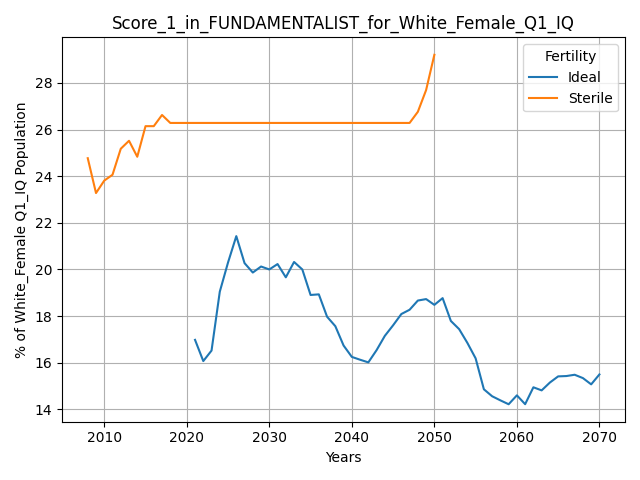 Score_1_in_FUNDAMENTALIST_for_White_Female_Q1_IQ
Fertility
Ideal
Sterile
% of White_Female Q1_IQ Population
28
26
24
22
20
18
16
14
2010 2020 2030 2040 2050 2060 2070
Years